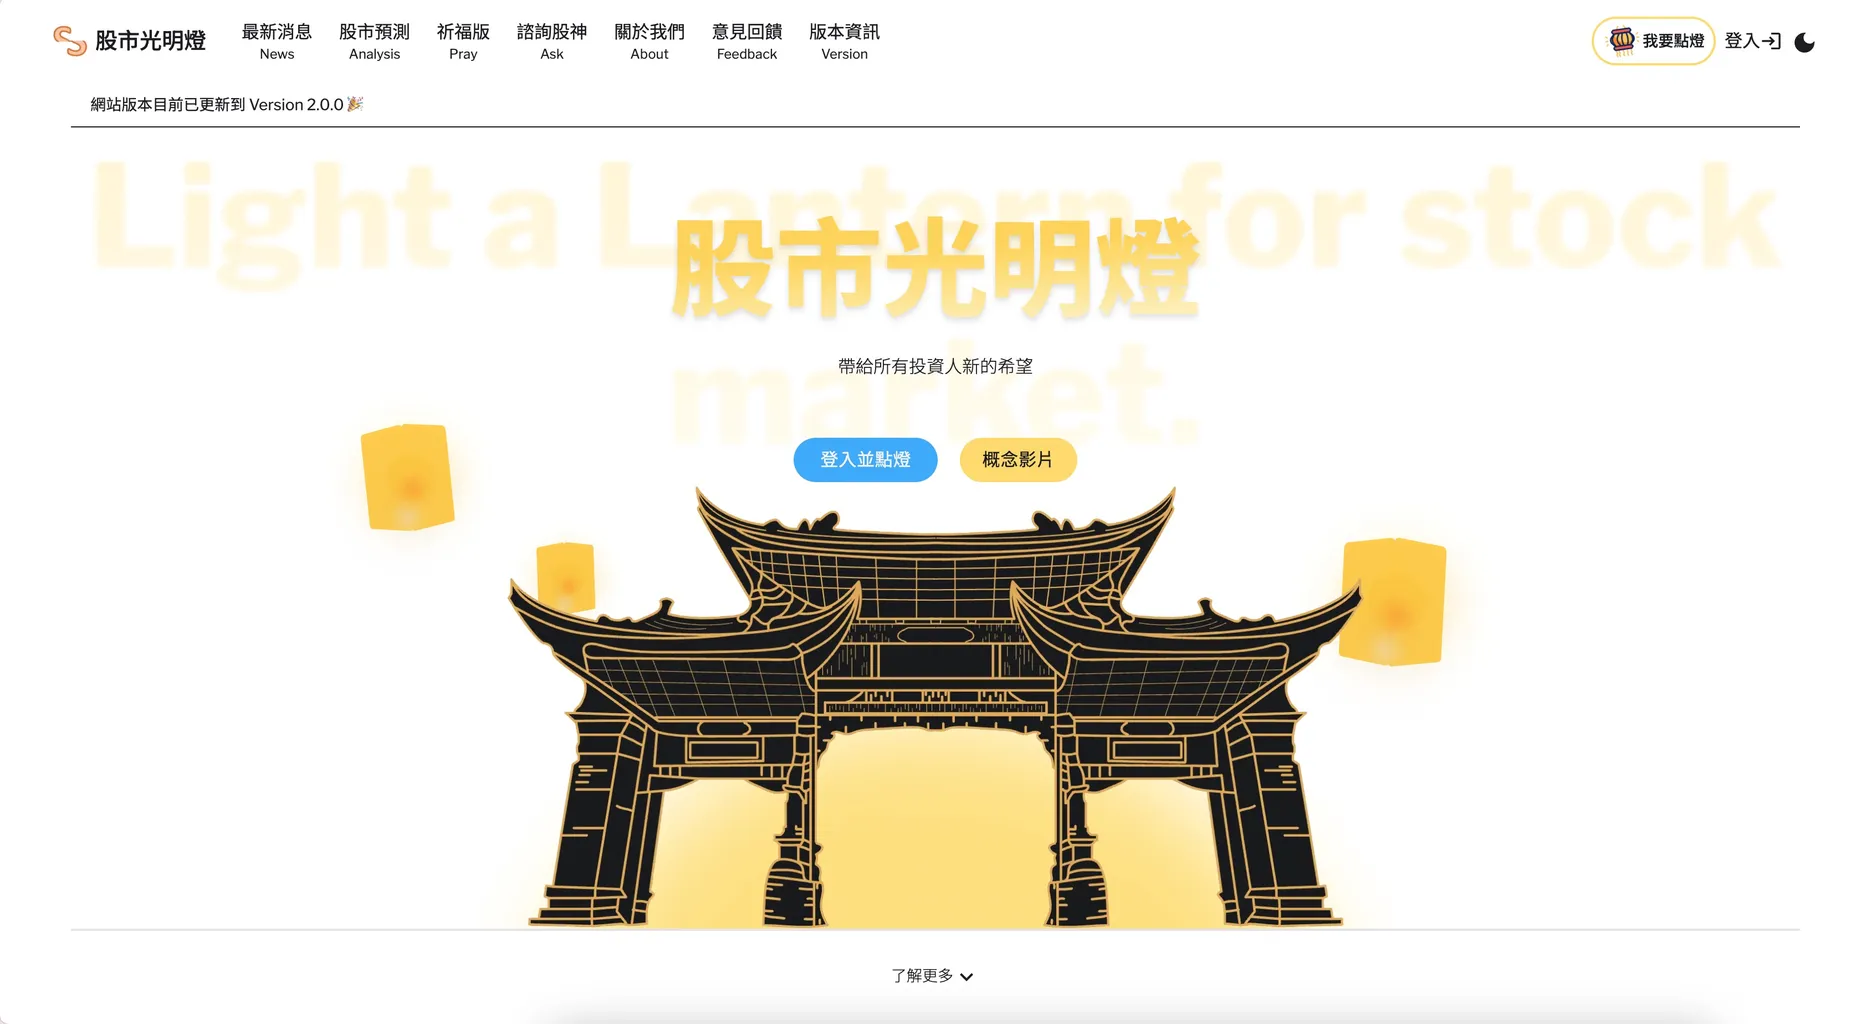 股市光明燈
最新消息
News
股市預測
Analysis
祈福版
Pray
諮詢股神
Ask
關於我們
About
意見回饋
Feedback
版本資訊
Version
我要點燈
登入
網站版本目前已更新到 Version 2.0.0
Light a Lantern for stock
market.
股市光明燈
帶給所有投資人新的希望
登入並點燈
概念影片
了解更多